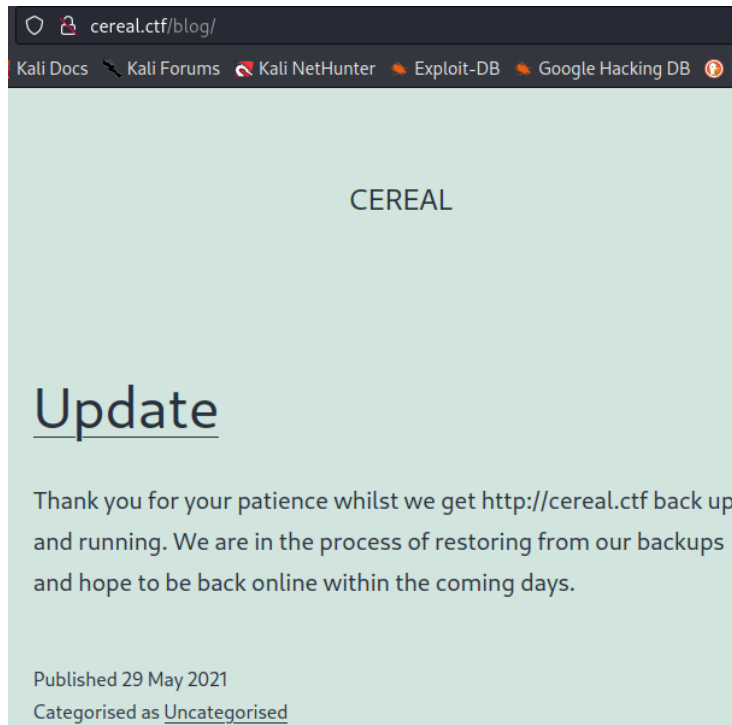 cereal.ctf/blog/
Kali Docs Kali Forums Kali NetHunter Exploit-DB Google Hacking DB
CEREAL
Update
Thank you for your patience whilst we get http://cereal.ctf back up
and running. We are in the process of restoring from our backups
and hope to be back online within the coming days.
Published 29 May 2021
Categorised as Uncategorised